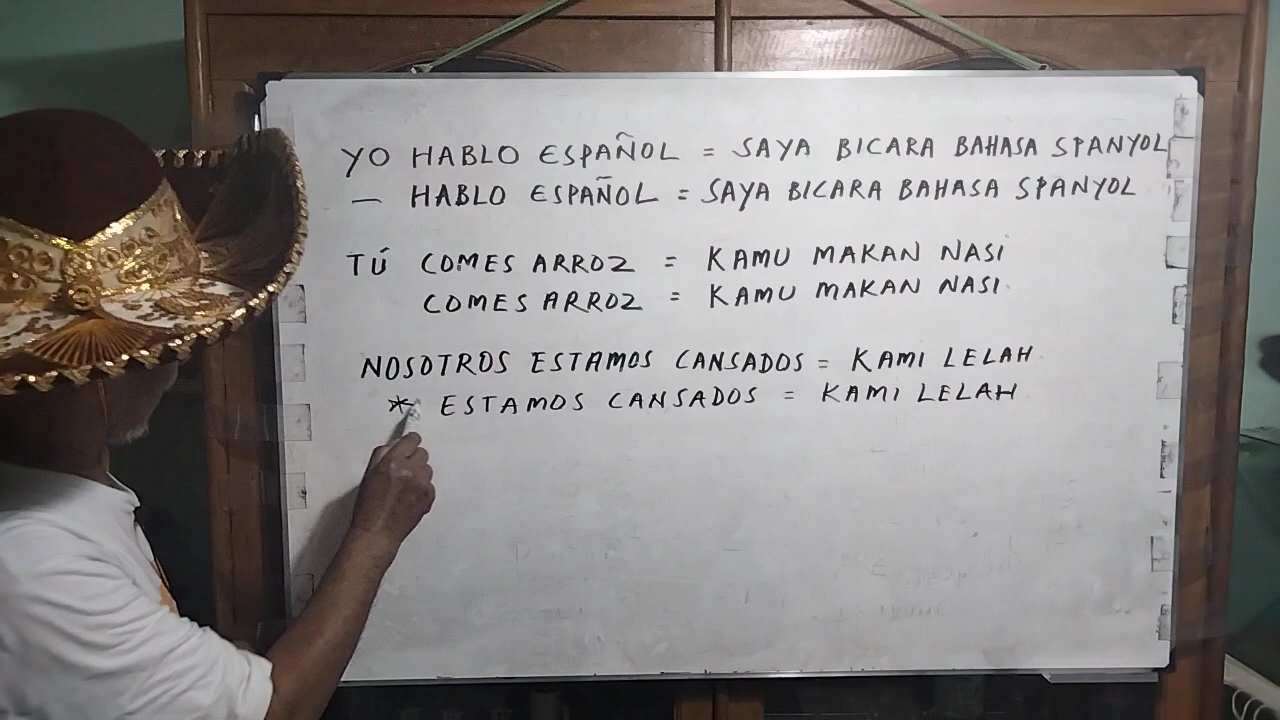 YO HABLO ESPAÑOL = SAYA BICARA BAHASA SPANYOL
— HABLO ESPAÑOL = SAYA BICARA BAHASA SPANYOL
TÚ COMES ARROZ = KAMU MAKAN NASI
COMES ARROZ = KAMU MAKAN NASI.
NOSOTROS ESTAMOS CANSADOS = KAMI LELAH.
* ESTAMOS CANSADOS = KAMI LELAH.